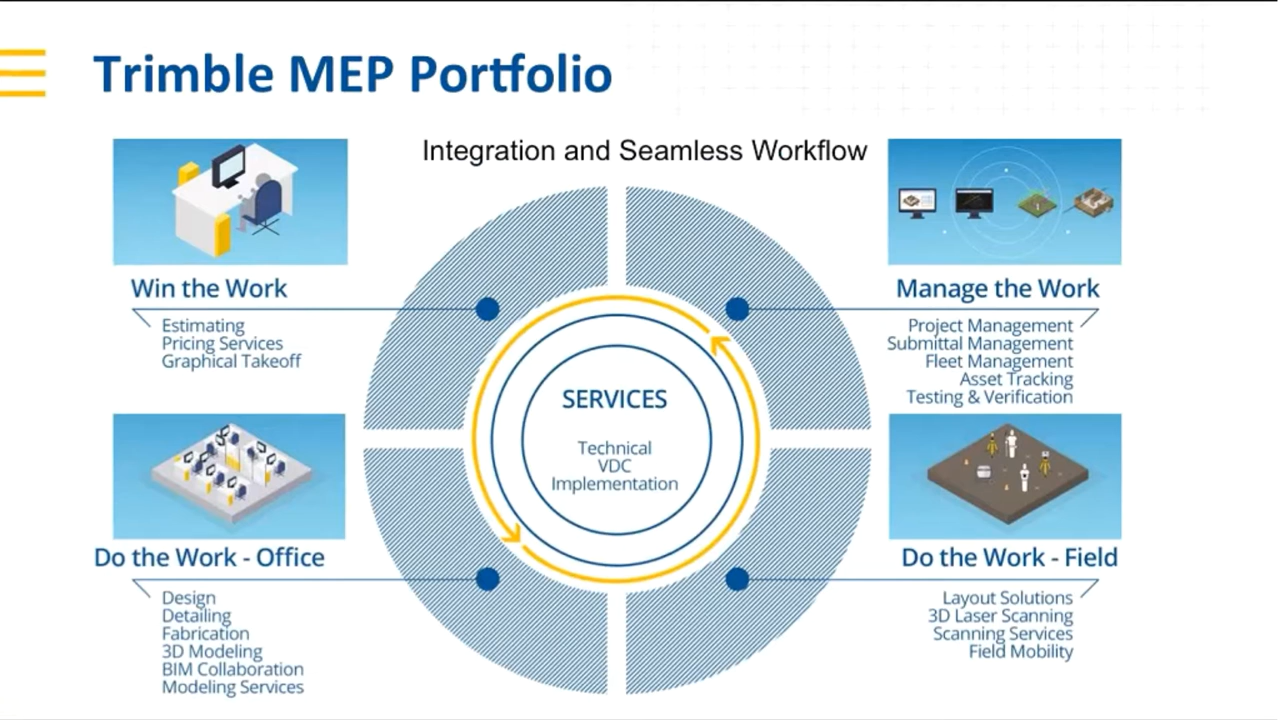 Trimble MEP Portfolio
Integration and Seamless Workflow
Win the Work
Estimating
Pricing Services
Graphical Takeoff
Manage the Work
Project Management
Submittal Management
Fleet Management
Asset Tracking
Testing & Verification
SERVICES
Technical
VDC
Implementation
Do the Work - Office
Design
Detailing
Fabrication
3D Modeling
BIM Collaboration
Modeling Services
Do the Work - Field
Layout Solutions
3D Laser Scanning
Scanning Services
Field Mobility